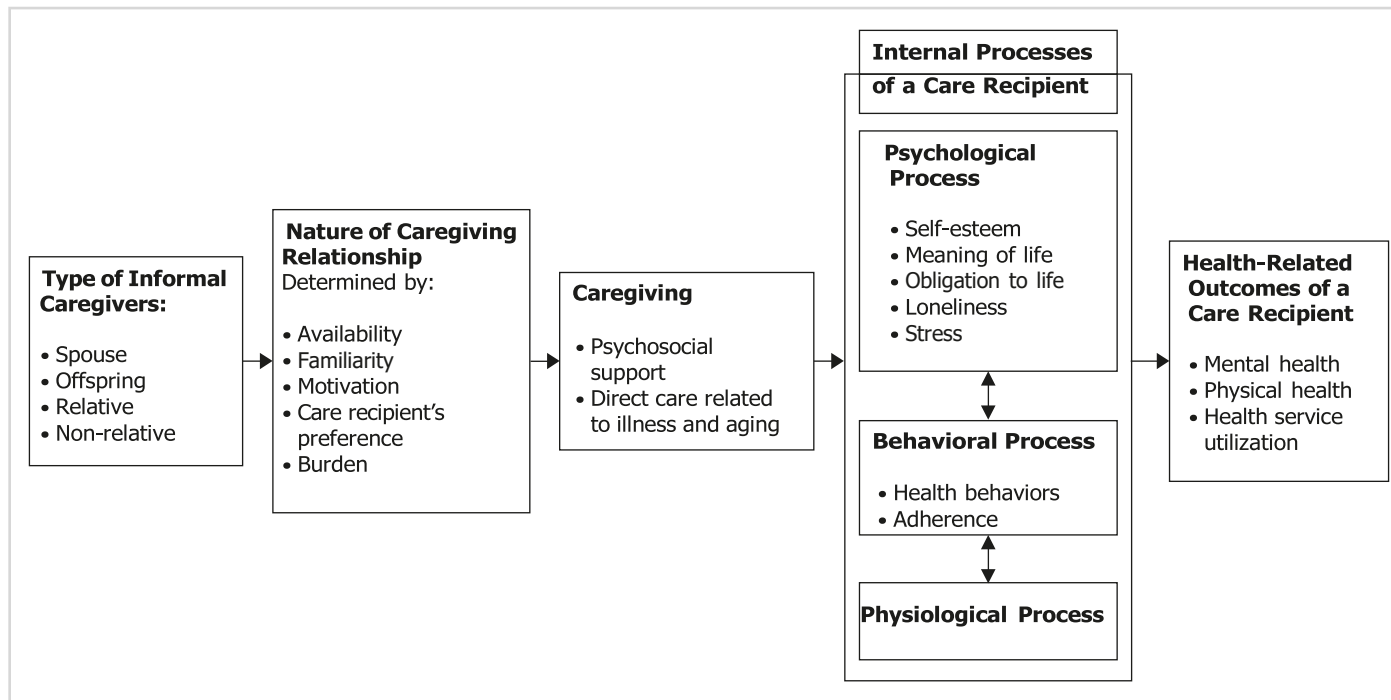 Type of Informal
Caregivers:
• Spouse
• Offspring
• Relative
• Non-relative
Nature of Caregiving
Relationship
Determined by:
• Availability
• Familiarity
• Motivation
• Care recipient's
preference
• Burden
Caregiving
• Psychosocial
support
• Direct care related
to illness and aging
Internal Processes
of a Care Recipient
Psychological
Process
• Self-esteem
• Meaning of life
• Obligation to life
• Loneliness
• Stress
Behavioral Process
• Health behaviors
• Adherence
Physiological Process
Health-Related
Outcomes of a
Care Recipient
• Mental health
• Physical health
• Health service
utilization